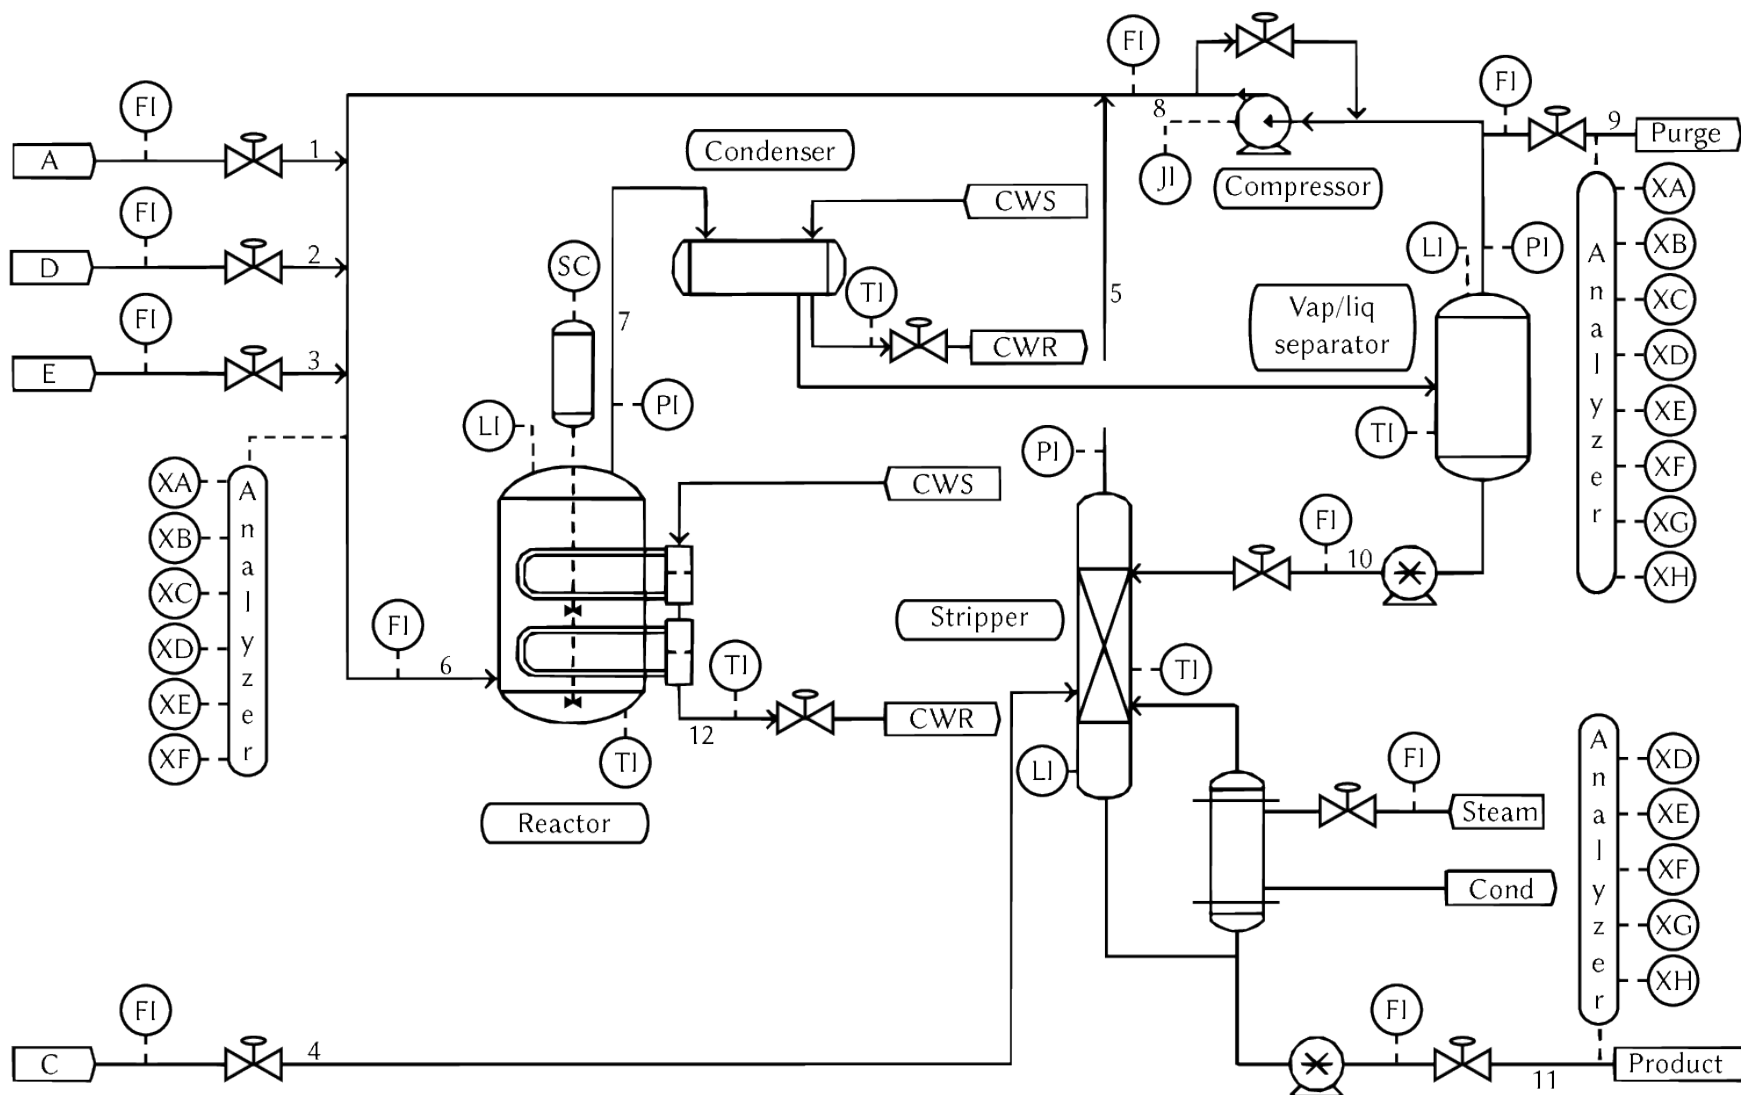 FI
FI
8
JI
Compressor
FI
9
Purge
FI
A
1
Condenser
CWS
FI
D
2
SC
7
TI
CWR
5
LI
PI
Vap/liq
separator
FI
E
3
LI
PI
TI
PI
CWS
XA
XB
XC
XD
XE
XF
XG
XH
Analyzer
XA
XB
XC
XD
XE
XF
Analyzer
FI
6
TI
12
CWR
TI
Reactor
FI
10
Stripper
TI
LI
FI
Steam
Cond
XD
XE
XF
XG
XH
Analyzer
FI
C
4
FI
11
Product